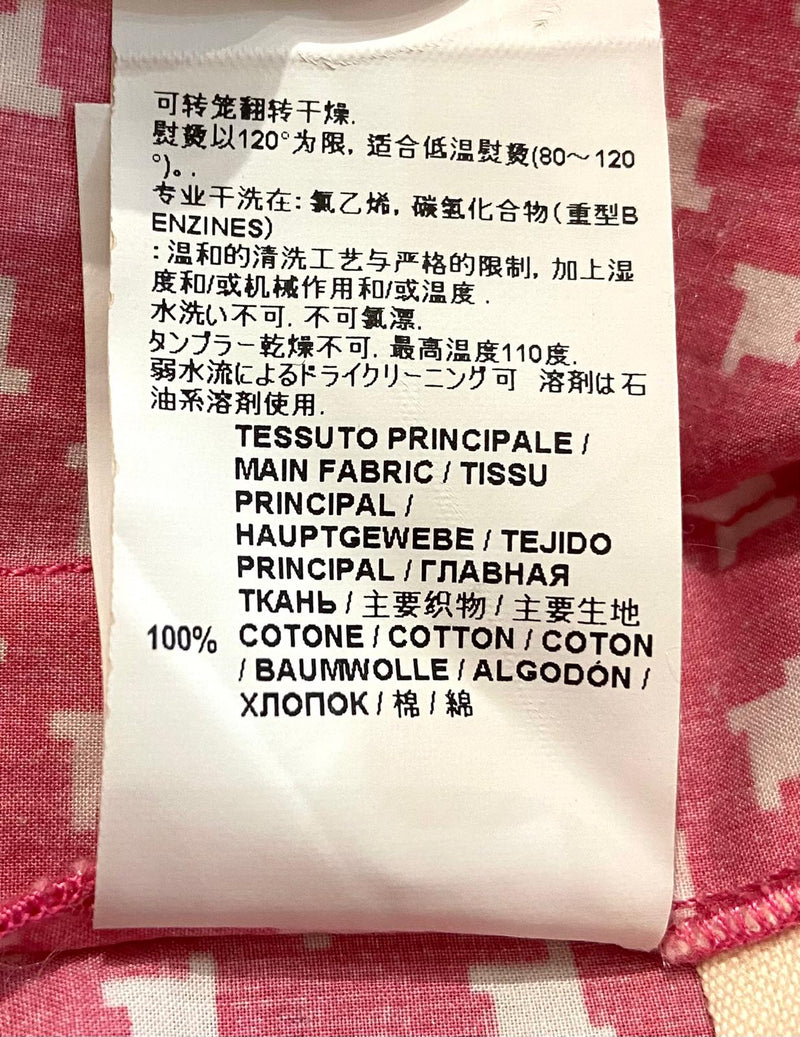 可转笼翻转干燥.
熨烫以120°为限, 适合低温熨烫(80～120
°)。.
专业干洗在: 氯乙烯, 碳氢化合物(重型B
ENZINES)
: 温和的清洗工艺与严格的限制, 加上湿
度和/或机械作用和/或温度 .
水洗い不可. 不可氯漂.
タンブラー乾燥不可. 最高温度110度.
弱水流によるドライクリーニング可 溶剤は石
油系溶剤使用.
TESSUTO PRINCIPALE /
MAIN FABRIC / TISSU
PRINCIPAL /
HAUPTGEWEBE / TEJIDO
PRINCIPAL / ГЛАВНАЯ
ТКАНЬ / 主要织物 / 主要生地
100% COTONE / COTTON / COTON
/ BAUMWOLLE / ALGODÓN /
ХЛОПОК / 棉 / 綿